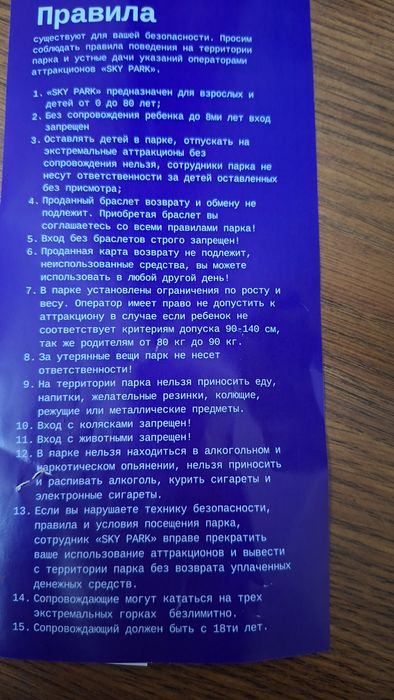 Правила
существуют для вашей безопасности. Просим
соблюдать правила поведения на территории
парка и устные дачи указаний операторами
аттракционов «SKY PARK».
1. «SKY PARK» предназначен для взрослых и
детей от 0 до 80 лет;
2. Без сопровождения ребенка до 8ми лет вход
запрещен
3. Оставлять детей в парке, отпускать на
экстремальные аттракционы без
сопровождения нельзя, сотрудники парка не
несут ответственности за детей оставленных
без присмотра;
4. Проданный браслет возврату и обмену не
подлежит. Приобретая браслет вы
соглашаетесь со всеми правилами парка!
5. Вход без браслетов строго запрещен!
6. Проданная карта возврату не подлежит,
неиспользованные средства, вы можете
использовать в любой другой день!
7. В парке установлены ограничения по росту и
весу. Оператор имеет право не допустить к
аттракциону в случае если ребенок не
соответствует критериям допуска 90-140 см,
так же родителям от 80 кг до 90 кг.
8. За утерянные вещи парк не несет
ответственности!
9. На территории парка нельзя приносить еду,
напитки, желательные резинки, колющие,
режущие или металлические предметы.
10. Вход с колясками запрещен!
11. Вход с животными запрещен!
12. В парке нельзя находиться в алкогольном и
наркотическом опьянении, нельзя приносить
и распивать алкоголь, курить сигареты и
электронные сигареты.
13. Если вы нарушаете технику безопасности,
правила и условия посещения парка,
сотрудник «SKY PARK» вправе прекратить
ваше использование аттракционов и вывести
с территории парка без возврата уплаченных
денежных средств.
14. Сопровождающие могут кататься на трех
экстремальных горках безлимитно.
15. Сопровождающий должен быть с 18ти лет.